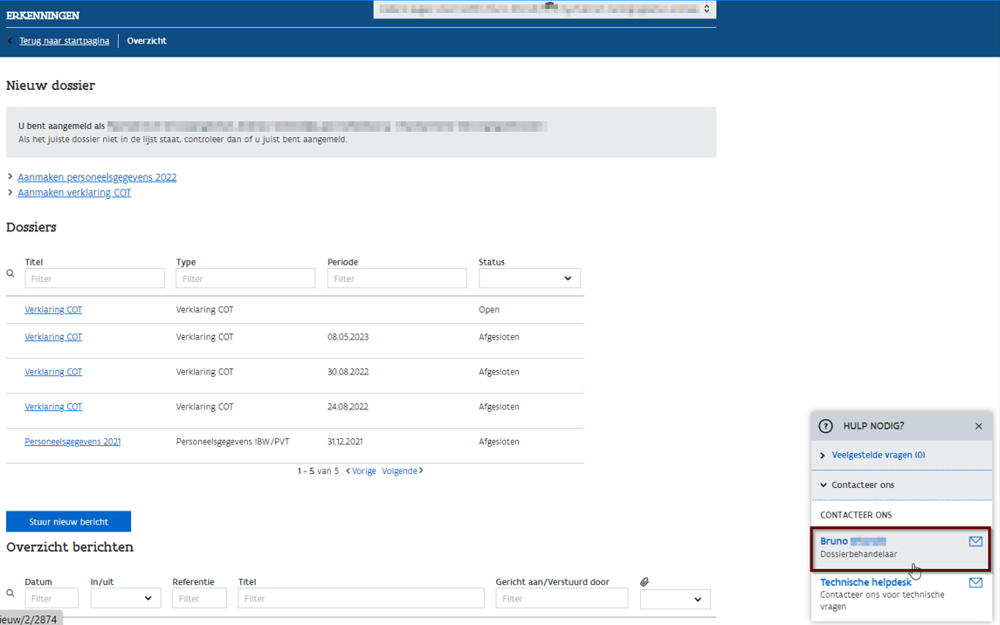 ERKENNINGEN
Terug naar startpagina Overzicht
Nieuw dossier
U bent aangemeld als
Als het juiste dossier niet in de lijst staat, controleer dan of u juist bent aangemeld.
Aanmaken personeelsgegevens 2022
Aanmaken verklaring COT
Dossiers
Titel Type Periode Status
Filter Filter Filter
Verklaring COT Verklaring COT Open
Verklaring COT Verklaring COT 08.05.2023 Afgesloten
Verklaring COT Verklaring COT 30.08.2022 Afgesloten
Verklaring COT Verklaring COT 24.08.2022 Afgesloten
Personeelsgegevens 2021 Personeelsgegevens IBW/PVT 31.12.2021 Afgesloten
1 - 5 van 5 Vorige Volgende
Stuur nieuw bericht
Overzicht berichten
Datum In/uit Referentie Titel Gericht aan/Verstuurd door
Filter Filter Filter Filter
ieuw/2/2874
HULP NODIG?
Veelgestelde vragen (0)
Contacteer ons
CONTACTEER ONS
Bruno
Dossierbehandelaar
Technische helpdesk
Contacteer ons voor technische
vragen